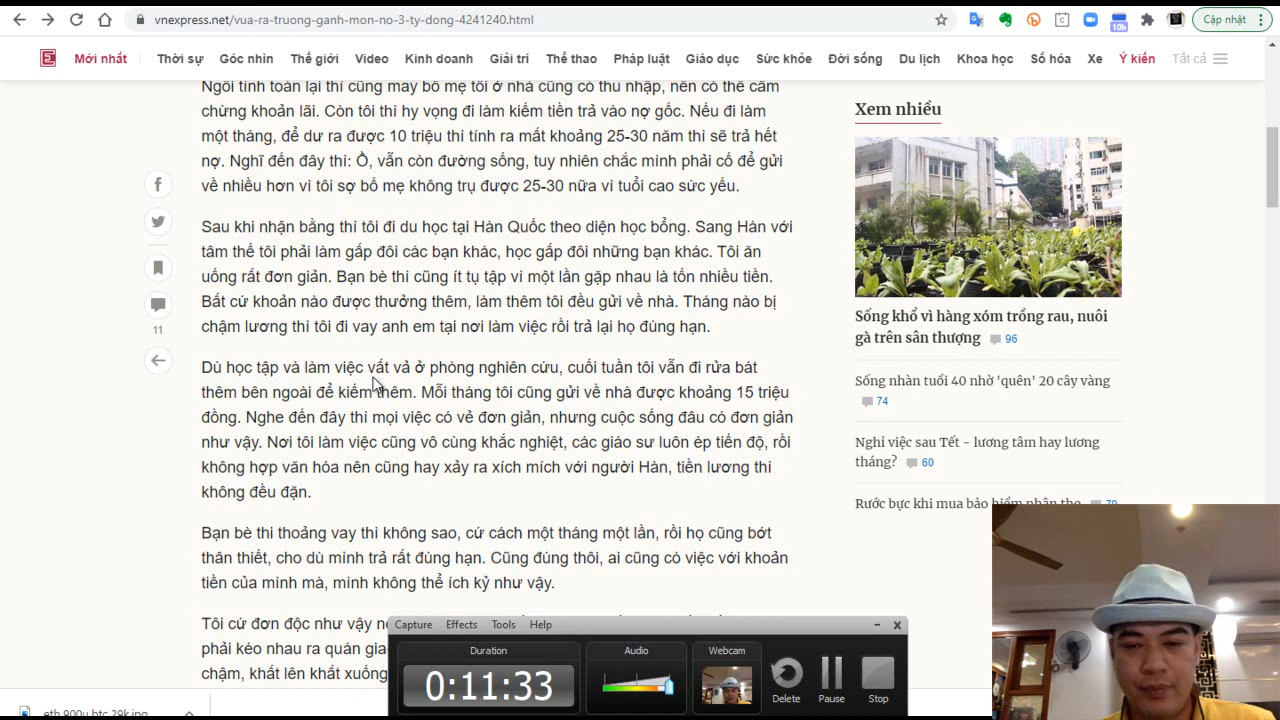 vnexpress.net/vua-ra-truong-ganh-mon-no-3-ty-dong-4241240.html
10h
Cập nhật
Mới nhất Thời sự Góc nhìn Thế giới Video Kinh doanh Giải trí Thể thao Pháp luật Giáo dục Sức khỏe Đời sống Du lịch Khoa học Số hóa Xe Ý kiến Tất cả
Ngồi tính toán lại thì cũng may bố mẹ tôi ở nhà cũng có thu nhập, nên có thể cầm
chừng khoản lãi. Còn tôi thì hy vọng đi làm kiếm tiền trả vào nợ gốc. Nếu đi làm
một tháng, để dư ra được 10 triệu thì tính ra mất khoảng 25-30 năm thì sẽ trả hết
nợ. Nghĩ đến đây thì: Ờ, vẫn còn đường sống, tuy nhiên chắc mình phải cố để gửi
về nhiều hơn vì tôi sợ bố mẹ không trụ được 25-30 nữa vì tuổi cao sức yếu.
Sau khi nhận bằng thì tôi đi du học tại Hàn Quốc theo diện học bổng. Sang Hàn với
tâm thế tôi phải làm gấp đôi các bạn khác, học gấp đôi những bạn khác. Tôi ăn
uống rất đơn giản. Bạn bè thì cũng ít tụ tập vì một lần gặp nhau là tốn nhiều tiền.
Bất cứ khoản nào được thưởng thêm, làm thêm tôi đều gửi về nhà. Tháng nào bị
chậm lương thì tôi đi vay anh em tại nơi làm việc rồi trả lại họ đúng hạn.
11
Dù học tập và làm việc vất vả ở phòng nghiên cứu, cuối tuần tôi vẫn đi rửa bát
thêm bên ngoài để kiếm thêm. Mỗi tháng tôi cũng gửi về nhà được khoảng 15 triệu
đồng. Nghe đến đây thì mọi việc có vẻ đơn giản, nhưng cuộc sống đâu có đơn giản
như vậy. Nơi tôi làm việc cũng vô cùng khắc nghiệt, các giáo sư luôn ép tiến độ, rồi
không hợp văn hóa nên cũng hay xảy ra xích mích với người Hàn, tiền lương thì
không đều đặn.
Bạn bè thi thoảng vay thì không sao, cứ cách một tháng một lần, rồi họ cũng bớt
thân thiết, cho dù mình trả rất đúng hạn. Cũng đúng thôi, ai cũng có việc với khoản
tiền của mình mà, mình không thể ích kỷ như vậy.
Tôi cứ đơn độc như vậy
phải kéo nhau ra quán
chậm, khất lên khất xuống
Xem nhiều
Sống khổ vì hàng xóm trồng rau, nuôi
gà trên sân thượng 96
Sống nhàn tuổi 40 nhờ 'quên' 20 cây vàng
74
Nghỉ việc sau Tết - lương tâm hay lương
tháng? 60
Rước bực khi mua bảo hiểm nhân thọ
Capture Effects Tools Help
Duration Audio Webcam
0:11:33
Delete Pause Stop
eth 900u btc 29k.jpg